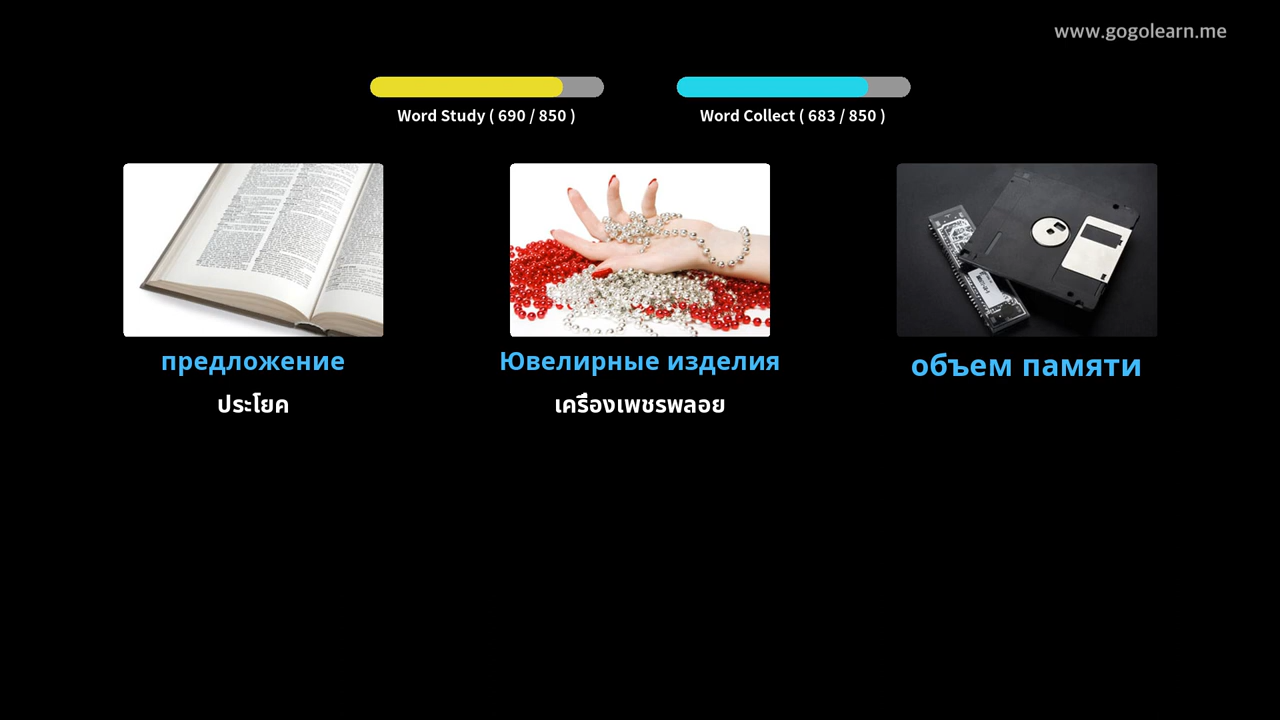 www.gogolearn.me
Word Study ( 690 / 850 )
Word Collect ( 683 / 850 )
предложение
Ювелирные изделия
объем памяти
ประโยค
เครื่องเพชรพลอย